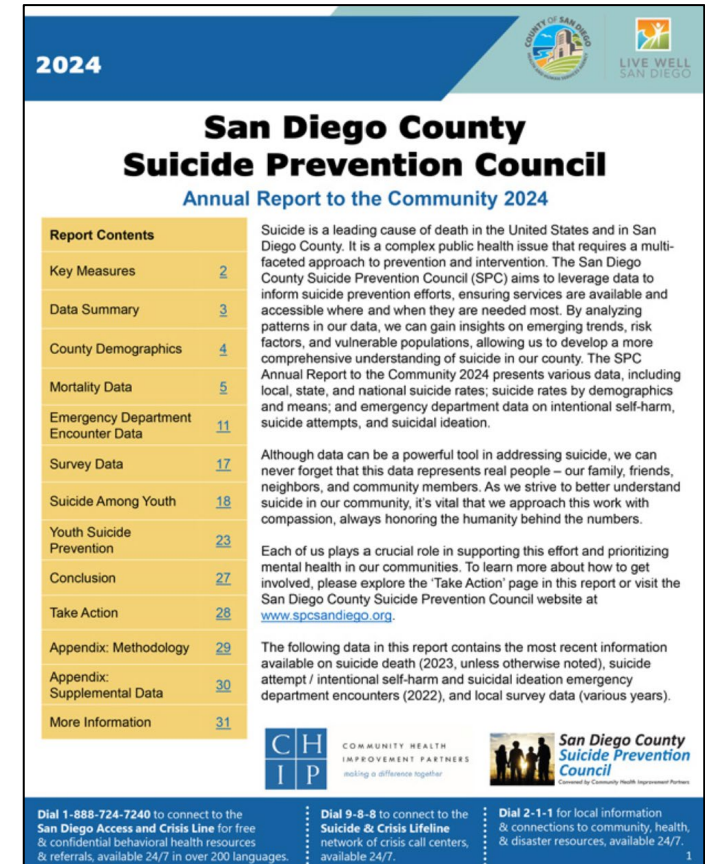 2024
COUNTY OF SAN DIEGO
LIVE WELL
SAN DIEGO
San Diego County
Suicide Prevention Council
Annual Report to the Community 2024
Report Contents
Key Measures 2
Data Summary 3
County Demographics 4
Mortality Data 5
Emergency Department
Encounter Data 11
Survey Data 17
Suicide Among Youth 18
Youth Suicide
Prevention 23
Conclusion 27
Take Action 28
Appendix: Methodology 29
Appendix:
Supplemental Data 30
More Information 31
Suicide is a leading cause of death in the United States and in San
Diego County. It is a complex public health issue that requires a multi-
faceted approach to prevention and intervention. The San Diego
County Suicide Prevention Council (SPC) aims to leverage data to
inform suicide prevention efforts, ensuring services are available and
accessible where and when they are needed most. By analyzing
patterns in our data, we can gain insights on emerging trends, risk
factors, and vulnerable populations, allowing us to develop a more
comprehensive understanding of suicide in our county. The SPC
Annual Report to the Community 2024 presents various data, including
local, state, and national suicide rates; suicide rates by demographics
and means; and emergency department data on intentional self-harm,
suicide attempts, and suicidal ideation.
Although data can be a powerful tool in addressing suicide, we can
never forget that this data represents real people – our family, friends,
neighbors, and community members. As we strive to better understand
suicide in our community, it's vital that we approach this work with
compassion, always honoring the humanity behind the numbers.
Each of us plays a crucial role in supporting this effort and prioritizing
mental health in our communities. To learn more about how to get
involved, please explore the 'Take Action' page in this report or visit the
San Diego County Suicide Prevention Council website at
www.spcsandiego.org.
The following data in this report contains the most recent information
available on suicide death (2023, unless otherwise noted), suicide
attempt / intentional self-harm and suicidal ideation emergency
department encounters (2022), and local survey data (various years).
CH
IP
COMMUNITY HEALTH
IMPROVEMENT PARTNERS
making a difference together
San Diego County
Suicide Prevention
Council
Convened by Community Health Improvement Partners
Dial 1-888-724-7240 to connect to the
San Diego Access and Crisis Line for free
& confidential behavioral health resources
& referrals, available 24/7 in over 200 languages.
Dial 9-8-8 to connect to the
Suicide & Crisis Lifeline
network of crisis call centers,
available 24/7.
Dial 2-1-1 for local information
& connections to community, health,
& disaster resources, available 24/7.
1